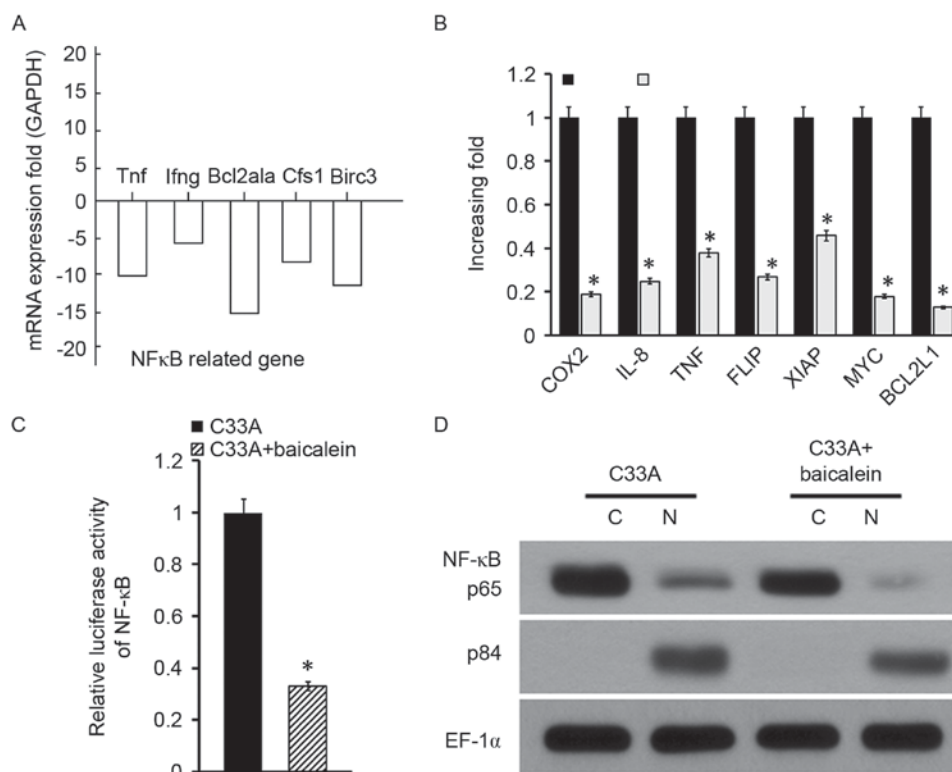 A
mRNA expression fold (GAPDH)
20
15
10
5
0
-5
-10
-15
-20
Tnf Ifng Bcl2ala Cfs1 Birc3
NFκB related gene
B
Increasing fold
1.2
1
0.8
0.6
0.4
0.2
0
* * * * * * *
COX2 IL-8 TNF FLIP XIAP MYC BCL2L1
C
C33A
C33A+baicalein
Relative luciferase activity
of NF-κB
1.2
1
0.8
0.6
0.4
0.2
0
*
D
C33A
C33A+
baicalein
C N C N
NF-κB
p65
p84
EF-1α